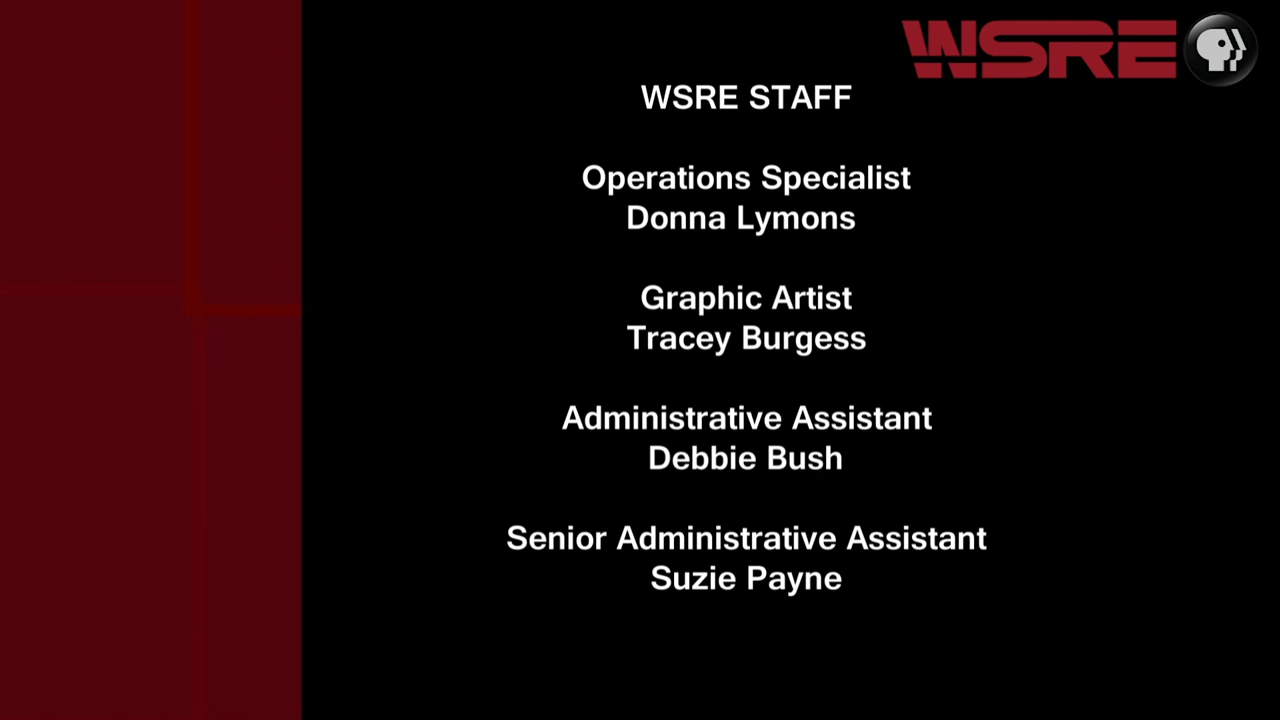 WSRE
WSRE STAFF
Operations Specialist
Donna Lymons
Graphic Artist
Tracey Burgess
Administrative Assistant
Debbie Bush
Senior Administrative Assistant
Suzie Payne